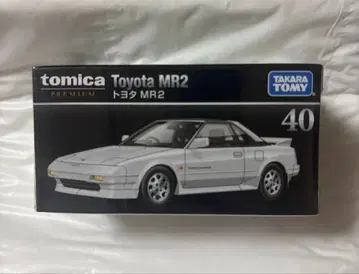 tomica
PREMIUM
Toyota MR2
トヨタ MR2
TAKARA
TOMY
40